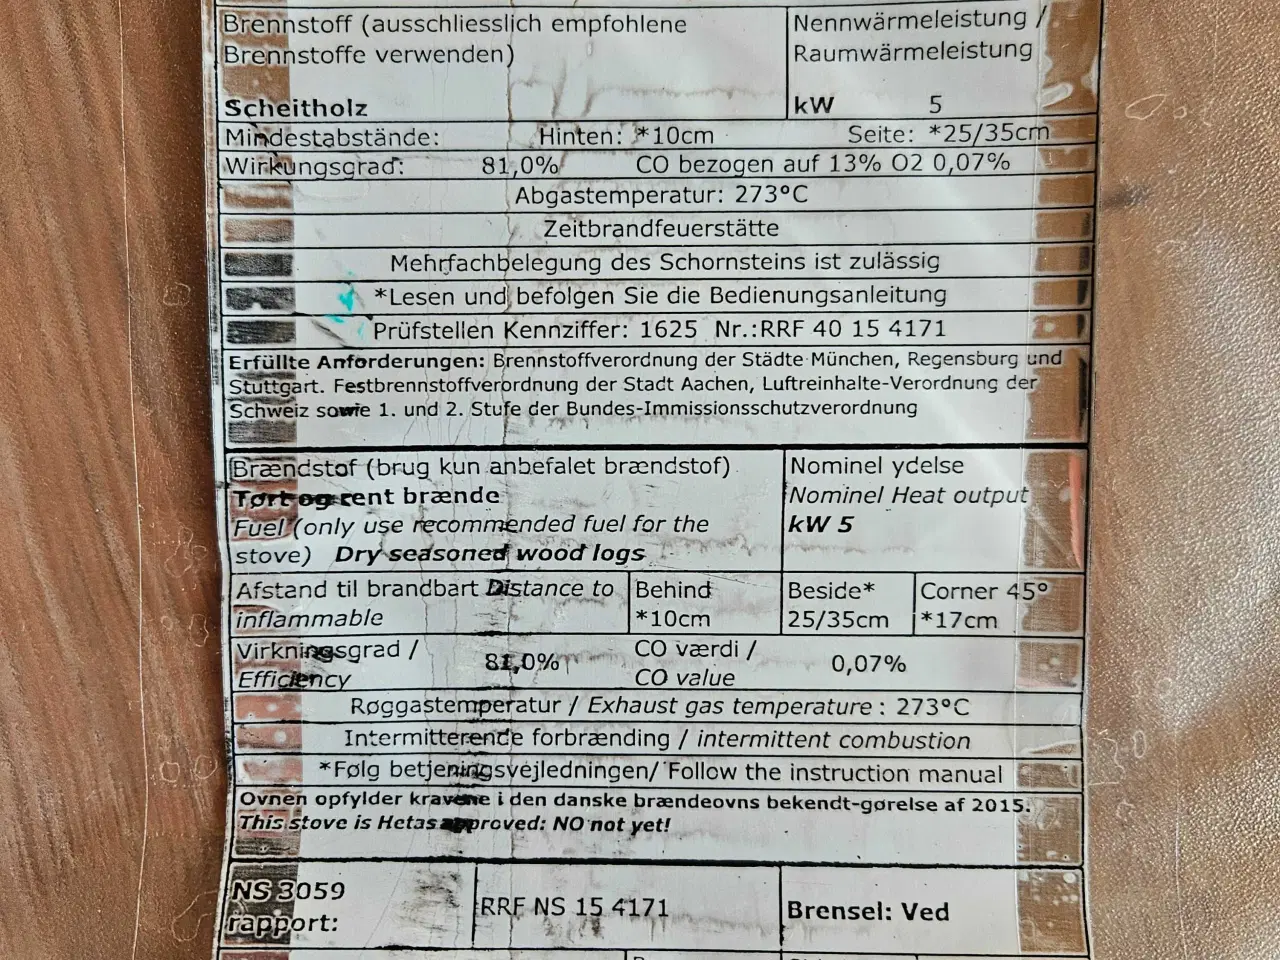 Brennstoff (ausschliesslich empfohlene
Brennstoffe verwenden)
Scheitholz
Nennwärmeleistung /
Raumwärmeleistung
kW 5
Mindestabstände: Hinten: *10cm Seite: *25/35cm
Wirkungsgrad: 81,0% CO bezogen auf 13% O2 0,07%
Abgastemperatur: 273°C
Zeitbrandfeuerstätte
Mehrfachbelegung des Schornsteins ist zulässig
*Lesen und befolgen Sie die Bedienungsanleitung
Prüfstellen Kennziffer: 1625 Nr.:RRF 40 15 4171
Erfüllte Anforderungen: Brennstoffverordnung der Städte München, Regensburg und
Stuttgart. Festbrennstoffverordnung der Stadt Aachen, Luftreinhalte-Verordnung der
Schweiz sowie 1. und 2. Stufe der Bundes-Immissionsschutzverordnung
Brændstof (brug kun anbefalet brændstof)
Tørt og rent brænde
Fuel (only use recommended fuel for the
stove) Dry seasoned wood logs
Nominel ydelse
Nominel Heat output
kW 5
Afstand til brandbart Distance to
inflammable
Behind
*10cm
Beside*
25/35cm
Corner 45°
*17cm
Virkningsgrad /
Efficiency
81,0%
CO værdi /
CO value
0,07%
Røggastemperatur / Exhaust gas temperature : 273°C
Intermitterende forbrænding / intermittent combustion
*Følg betjeningsvejledningen/ Follow the instruction manual
Ovnen opfylder kravene i den danske brændeovns bekendt-gørelse af 2015.
This stove is Hetas approved: NO not yet!
NS 3059
rapport:
RRF NS 15 4171
Brensel: Ved